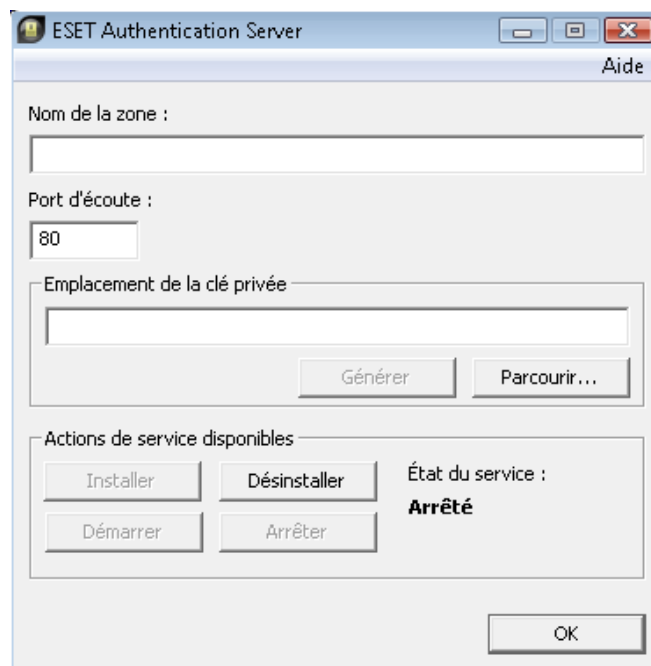 ESET Authentication Server
Aide
Nom de la zone :
Port d'écoute :
80
Emplacement de la clé privée
Générer
Parcourir...
Actions de service disponibles
Installer
Désinstaller
État du service :
Arrêté
Démarrer
Arrêter
OK